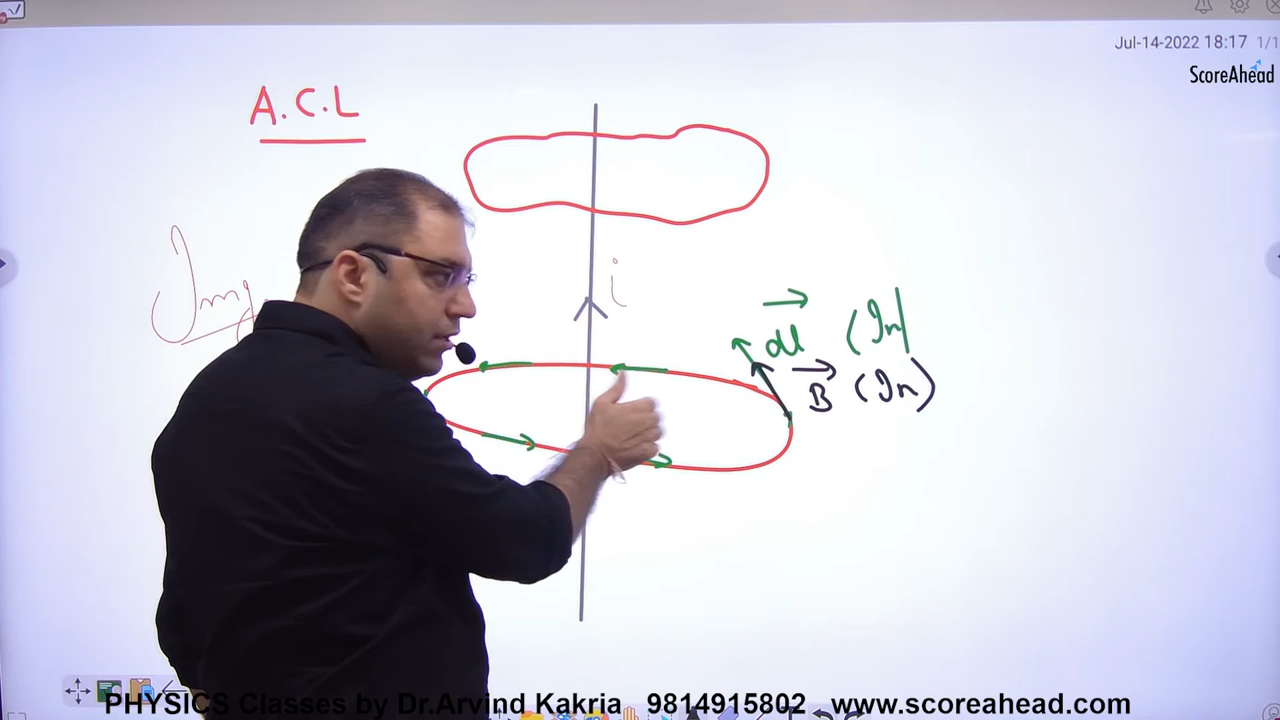 Jul-14-2022 18:17 1/1
ScoreAhead
A.C.L
Img.
i
dl (In)
B (In)
PHYSICS Classes by Dr.Arvind Kakria 9814915802 www.scoreahead.com